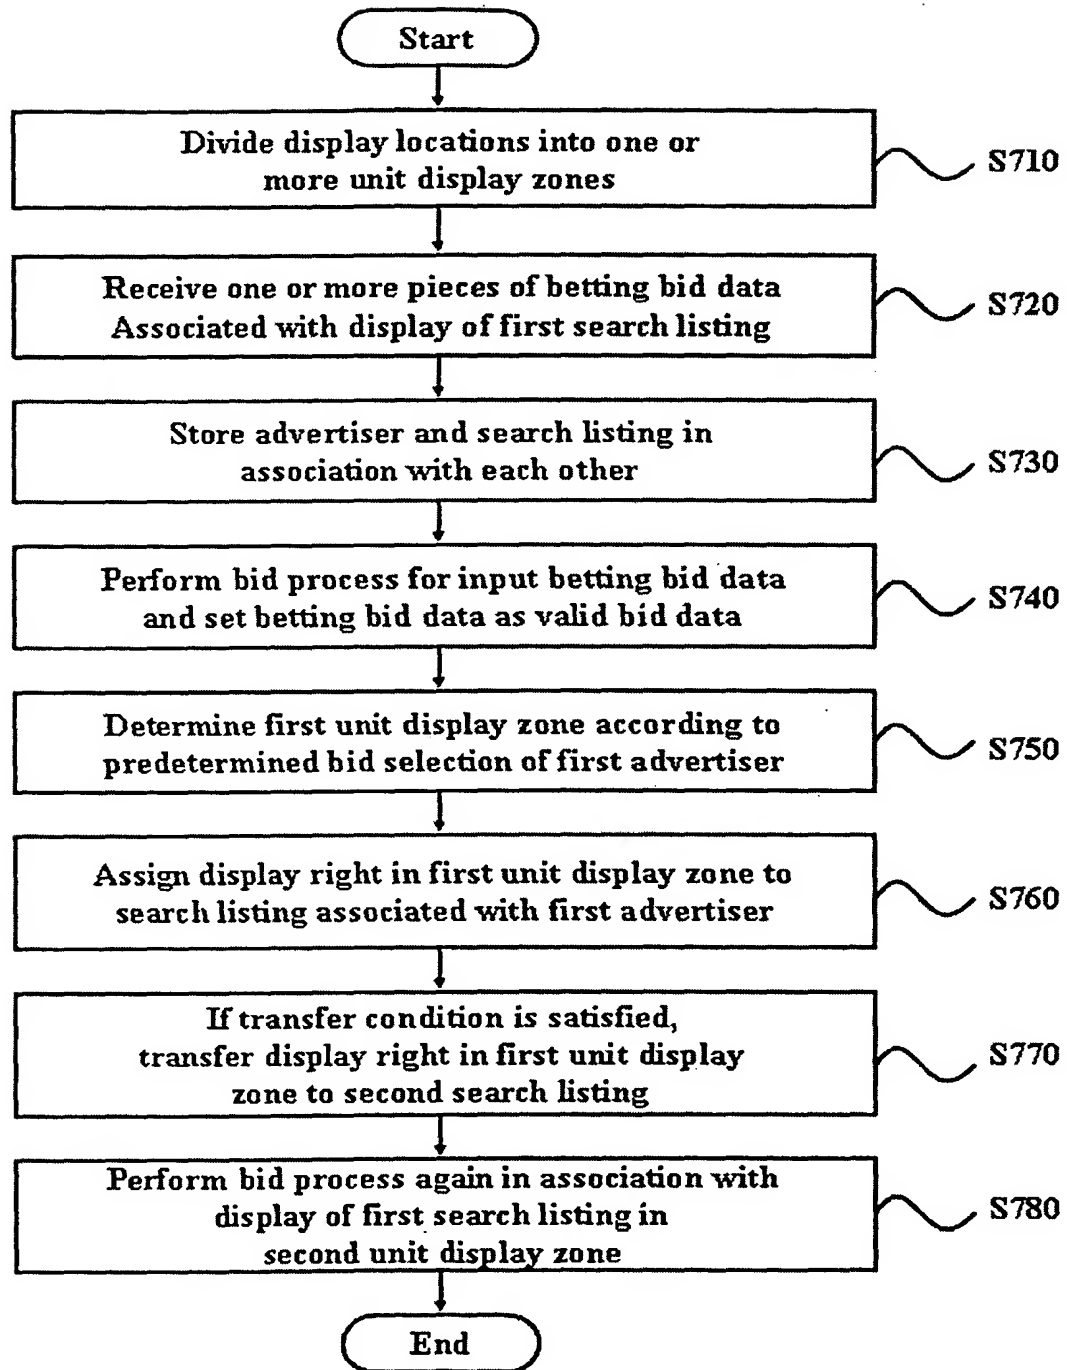 Start
Divide display locations into one or
more unit display zones
S710
Receive one or more pieces of betting bid data
Associated with display of first search listing
S720
Store advertiser and search listing in
association with each other
S730
Perform bid process for input betting bid data
and set betting bid data as valid bid data
S740
Determine first unit display zone according to
predetermined bid selection of first advertiser
S750
Assign display right in first unit display zone to
search listing associated with first advertiser
S760
If transfer condition is satisfied,
transfer display right in first unit display
zone to second search listing
S770
Perform bid process again in association with
display of first search listing in
second unit display zone
S780
End